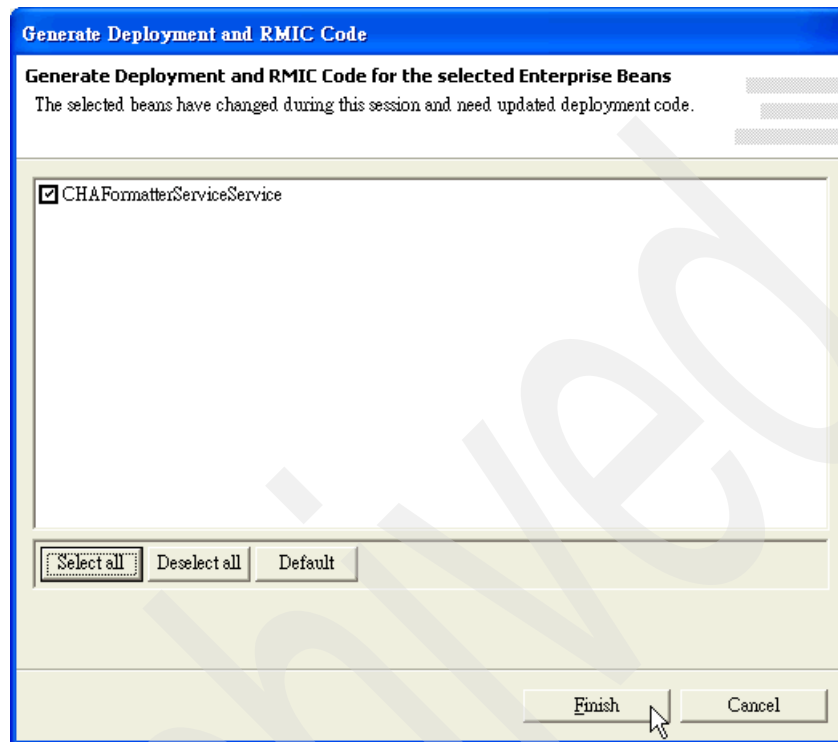 Generate Deployment and RMIC Code
Generate Deployment and RMIC Code for the selected Enterprise Beans
The selected beans have changed during this session and need updated deployment code.
CHAFormatterServiceService
Select all Deselect all Default
Finish Cancel